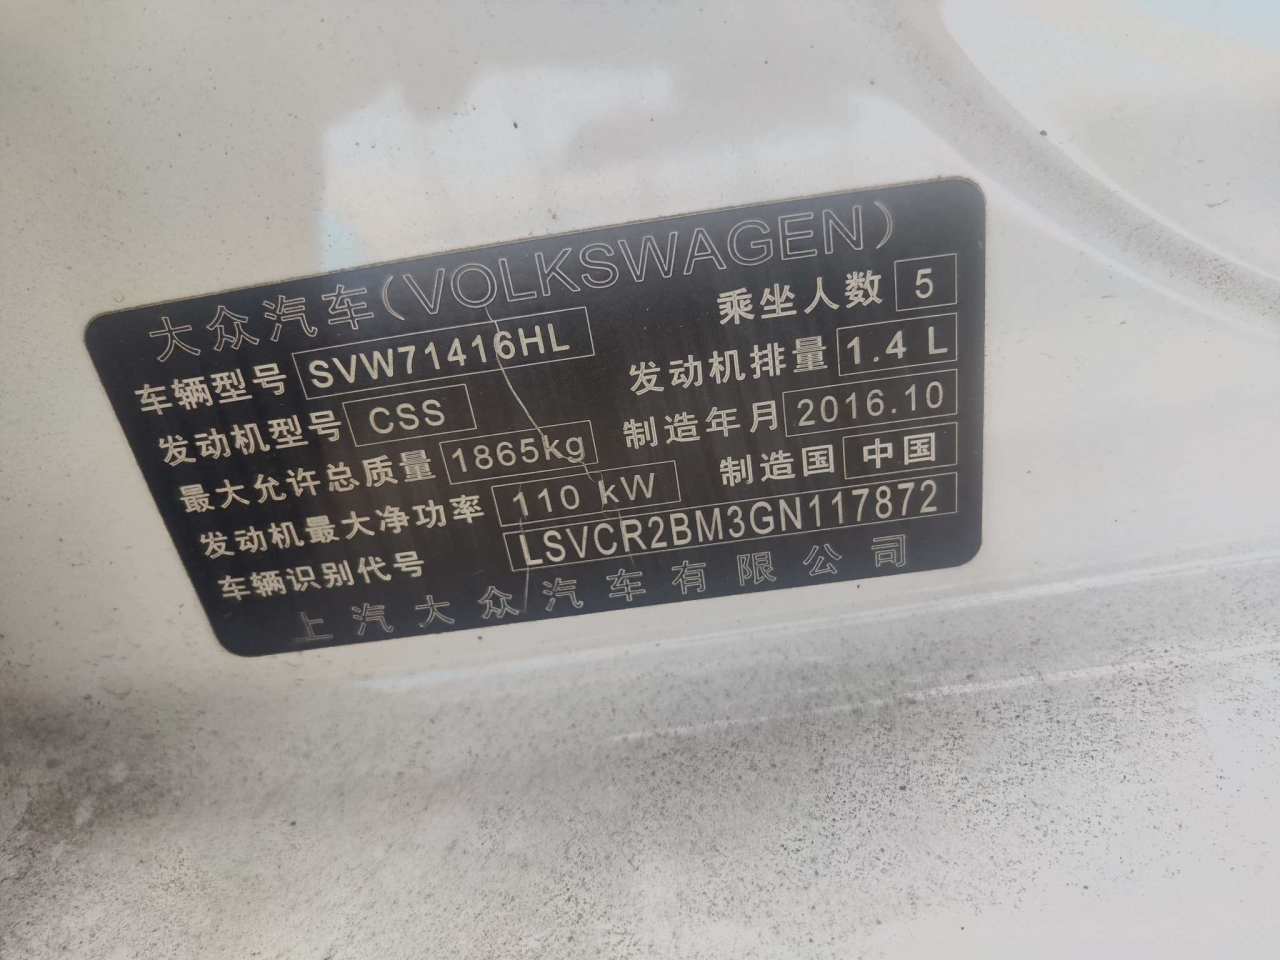 大众汽车(VOLKSWAGEN)
车辆型号 SVW71416HL 乘坐人数 5
发动机型号 CSS 发动机排量 1.4 L
最大允许总质量 1865kg 制造年月 2016.10
发动机最大净功率 110 kW 制造国 中国
车辆识别代号 LSVCR2BM3GN117872
上汽大众汽车有限公司